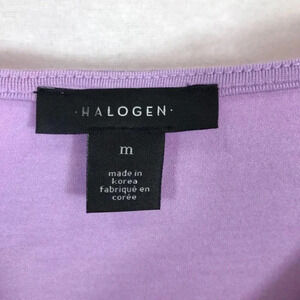 ·HALOGEN·
m
made in
korea
fabriqué en
corée